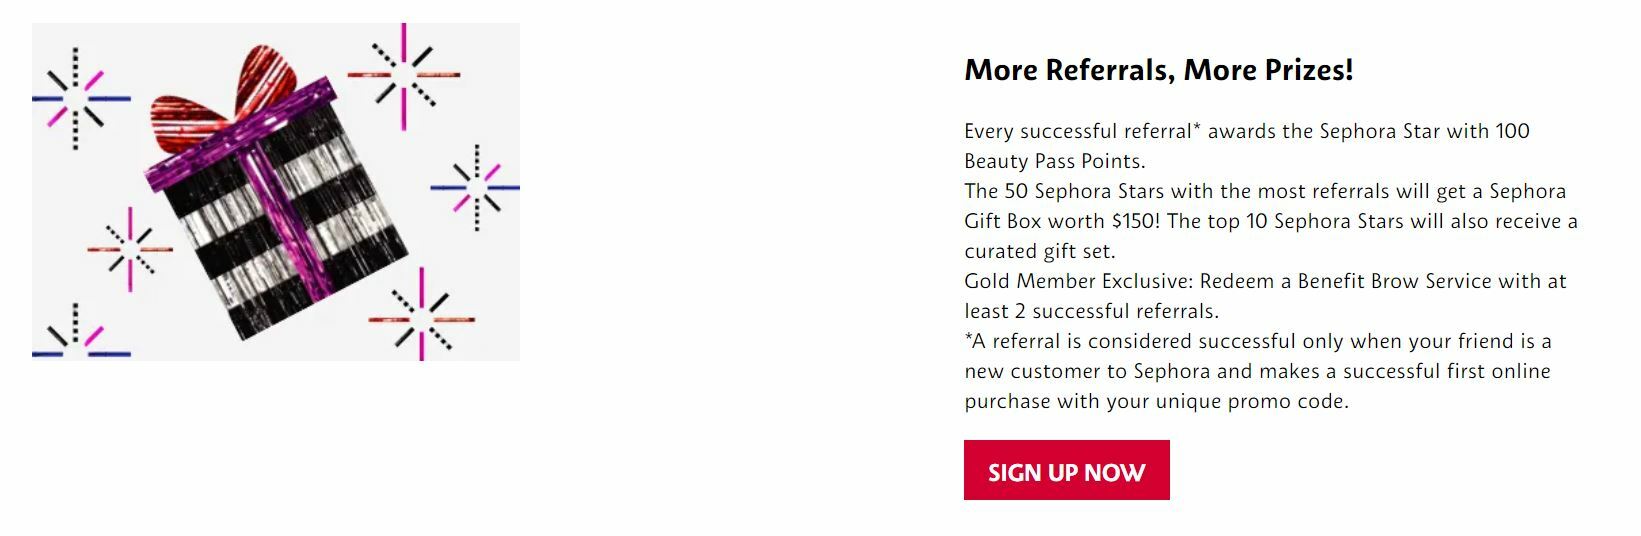 More Referrals, More Prizes!
Every successful referral* awards the Sephora Star with 100
Beauty Pass Points.
The 50 Sephora Stars with the most referrals will get a Sephora
Gift Box worth $150! The top 10 Sephora Stars will also receive a
curated gift set.
Gold Member Exclusive: Redeem a Benefit Brow Service with at
least 2 successful referrals.
*A referral is considered successful only when your friend is a
new customer to Sephora and makes a successful first online
purchase with your unique promo code.
SIGN UP NOW